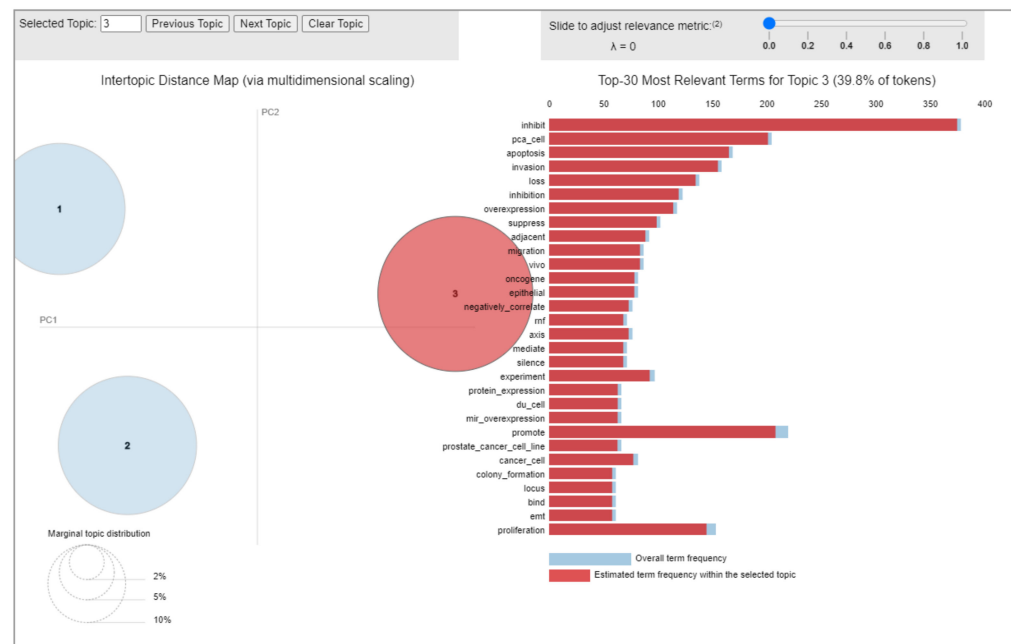 Selected Topic: 3 Previous Topic Next Topic Clear Topic
Slide to adjust relevance metric:(2)
λ = 0
0.0 0.2 0.4 0.6 0.8 1.0
Intertopic Distance Map (via multidimensional scaling)
PC2
PC1
1
2
3
Marginal topic distribution
2%
5%
10%
Top-30 Most Relevant Terms for Topic 3 (39.8% of tokens)
0 50 100 150 200 250 300 350 400
inhibit
pca_cell
apoptosis
invasion
loss
inhibition
overexpression
suppress
adjacent
migration
vivo
oncogene
epithelial
negatively_correlate
axis
mediate
silence
experiment
protein_expression
du_cell
mir_overexpression
promote
prostate_cancer_cell_line
cancer_cell
colony_formation
locus
bind
emt
proliferation
Overall term frequency
Estimated term frequency within the selected topic